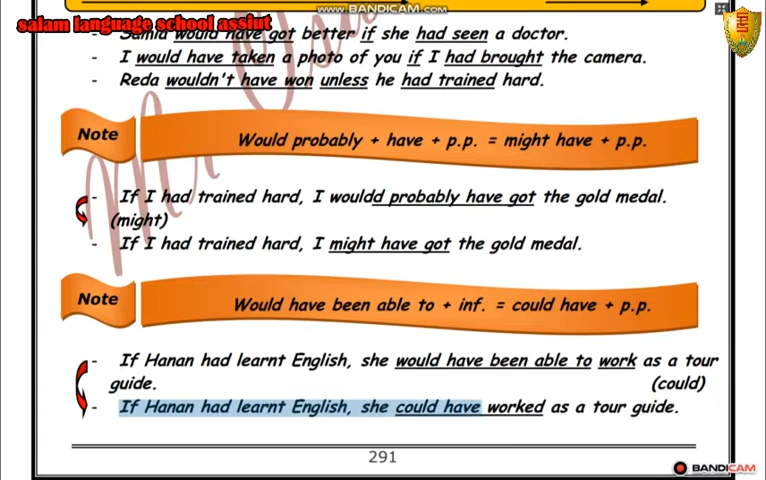 WWW.BANDICAM.COM
salam language school assiut
would have got better if she had seen a doctor.
- I would have taken a photo of you if I had brought the camera.
- Reda wouldn't have won unless he had trained hard.
Note
Would probably + have + p.p. = might have + p.p.
- If I had trained hard, I wouldd probably have got the gold medal.
(might)
- If I had trained hard, I might have got the gold medal.
Note
Would have been able to + inf. = could have + p.p.
- If Hanan had learnt English, she would have been able to work as a tour
guide. (could)
- If Hanan had learnt English, she could have worked as a tour guide.
291
BANDICAM